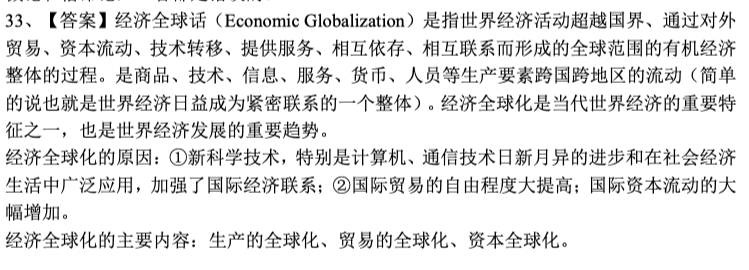 33、【答案】经济全球话（Economic Globalization）是指世界经济活动超越国界、通过对外
贸易、资本流动、技术转移、提供服务、相互依存、相互联系而形成的全球范围的有机经济
整体的过程。是商品、技术、信息、服务、货币、人员等生产要素跨国跨地区的流动（简单
的说也就是世界经济日益成为紧密联系的一个整体）。经济全球化是当代世界经济的重要特
征之一，也是世界经济发展的重要趋势。
经济全球化的原因：①新科学技术，特别是计算机、通信技术日新月异的进步和在社会经济
生活中广泛应用，加强了国际经济联系；②国际贸易的自由程度大提高；国际资本流动的大
幅增加。
经济全球化的主要内容：生产的全球化、贸易的全球化、资本全球化。